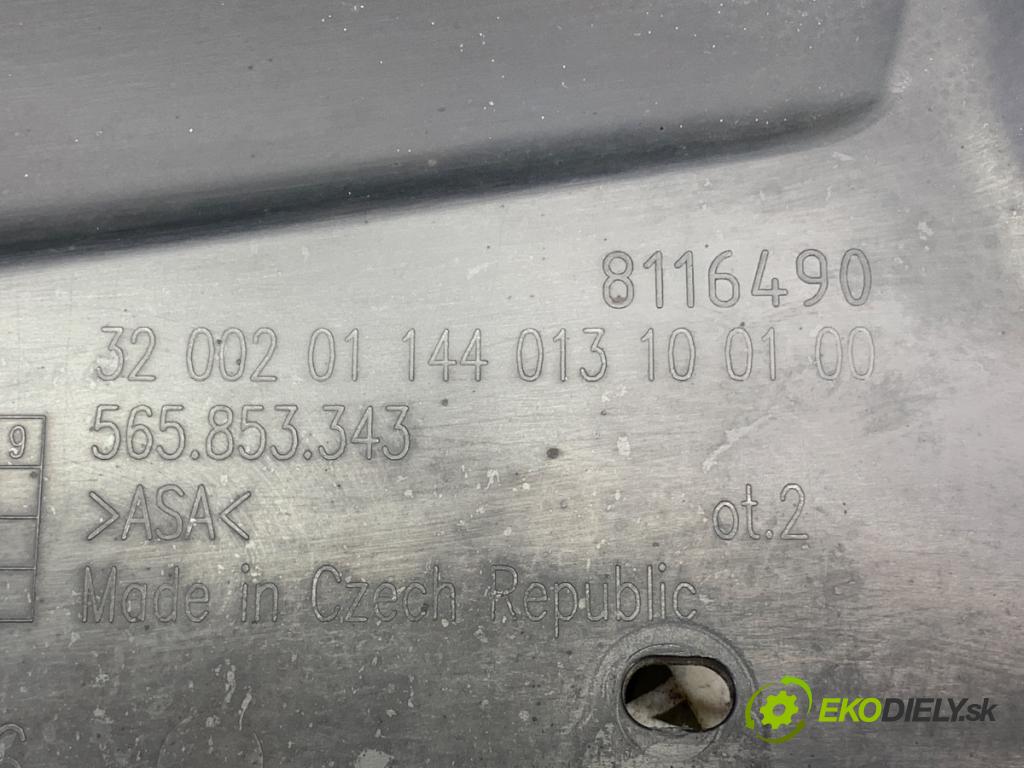 8116490
32 002 01 144 013 10 01 00
565.853.343
9
>ASA<
ot.2
Made in Czech Republic
EKODIELY.sk